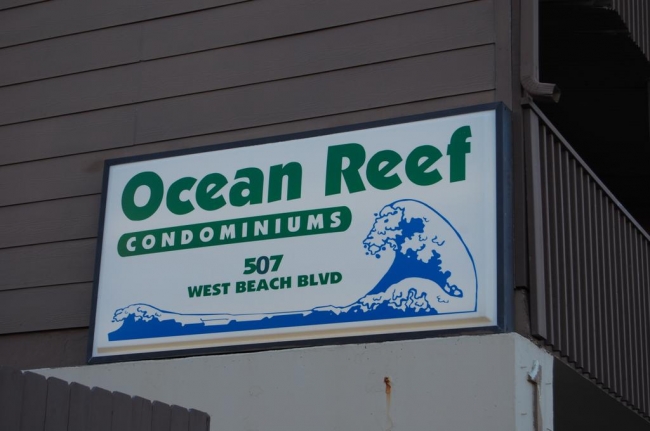 Ocean Reef
CONDOMINIUMS
507
WEST BEACH BLVD